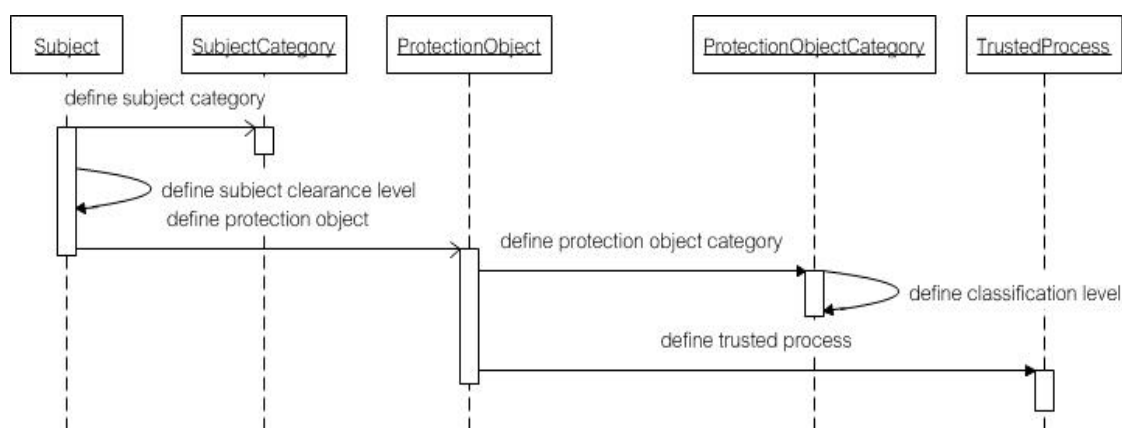 Subject
SubjectCategory
ProtectionObject
ProtectionObjectCategory
TrustedProcess
define subject category
define subject clearance level
define protection object
define protection object category
define classification level
define trusted process